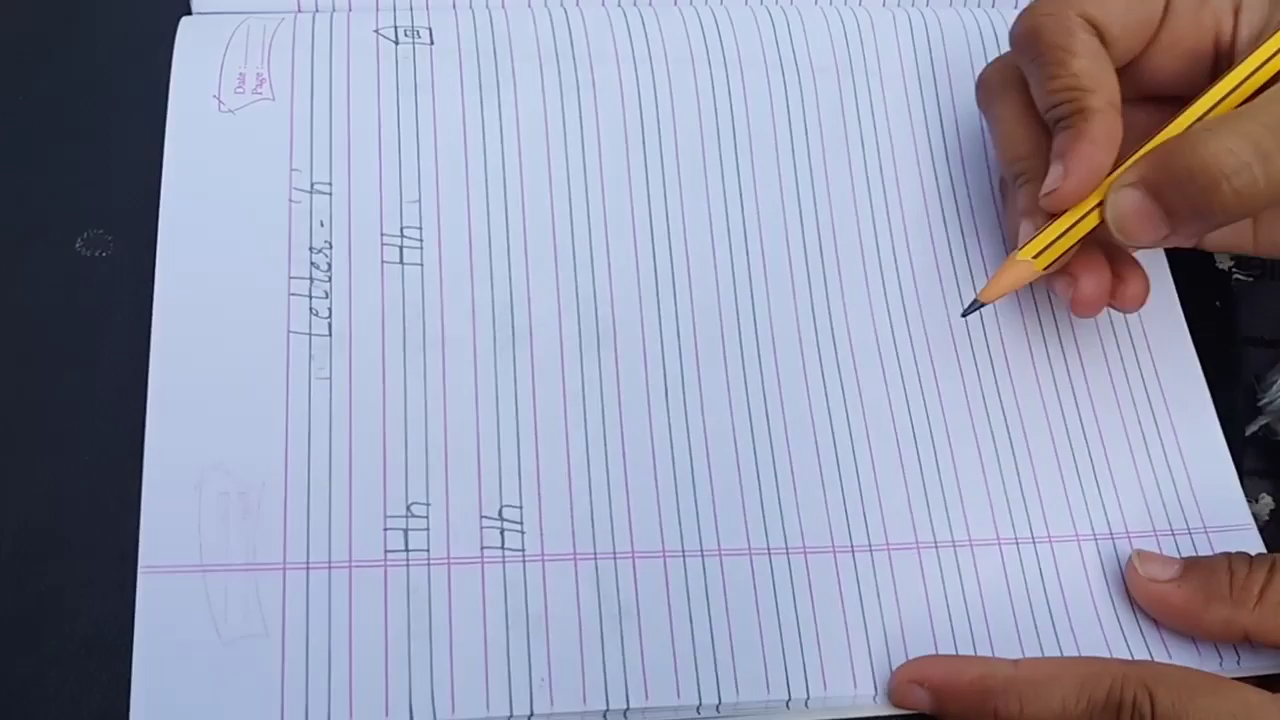 Date :
Page :
Letter - 'h'
Hh Hh
Hh